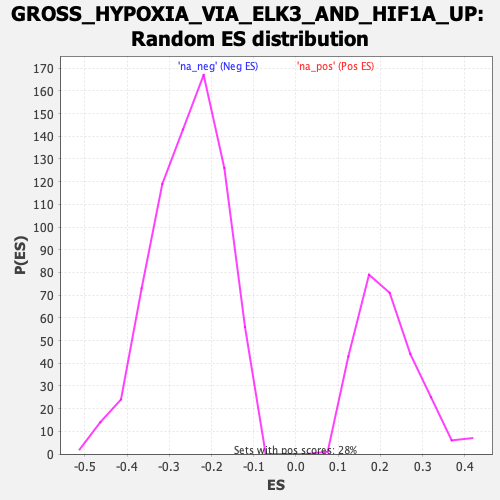 GROSS_HYPOXIA_VIA_ELK3_AND_HIF1A_UP:
Random ES distribution
'na_neg' (Neg ES) 'na_pos' (Pos ES)
170
160
150
140
130
120
110
100
90
80
70
60
50
40
30
20
10
0
P(ES)
Sets with pos scores: 28%
-0.5 -0.4 -0.3 -0.2 -0.1 0.0 0.1 0.2 0.3 0.4
ES